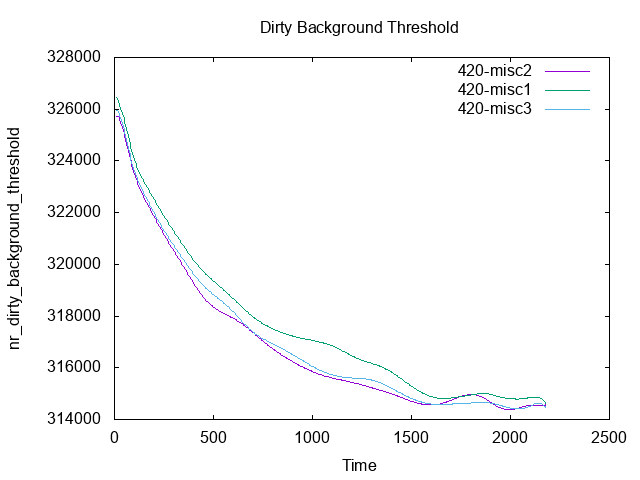 Dirty Background Threshold
328000
326000
324000
322000
320000
318000
316000
314000
nr_dirty_background_threshold
420-misc2
420-misc1
420-misc3
0 500 1000 1500 2000 2500
Time